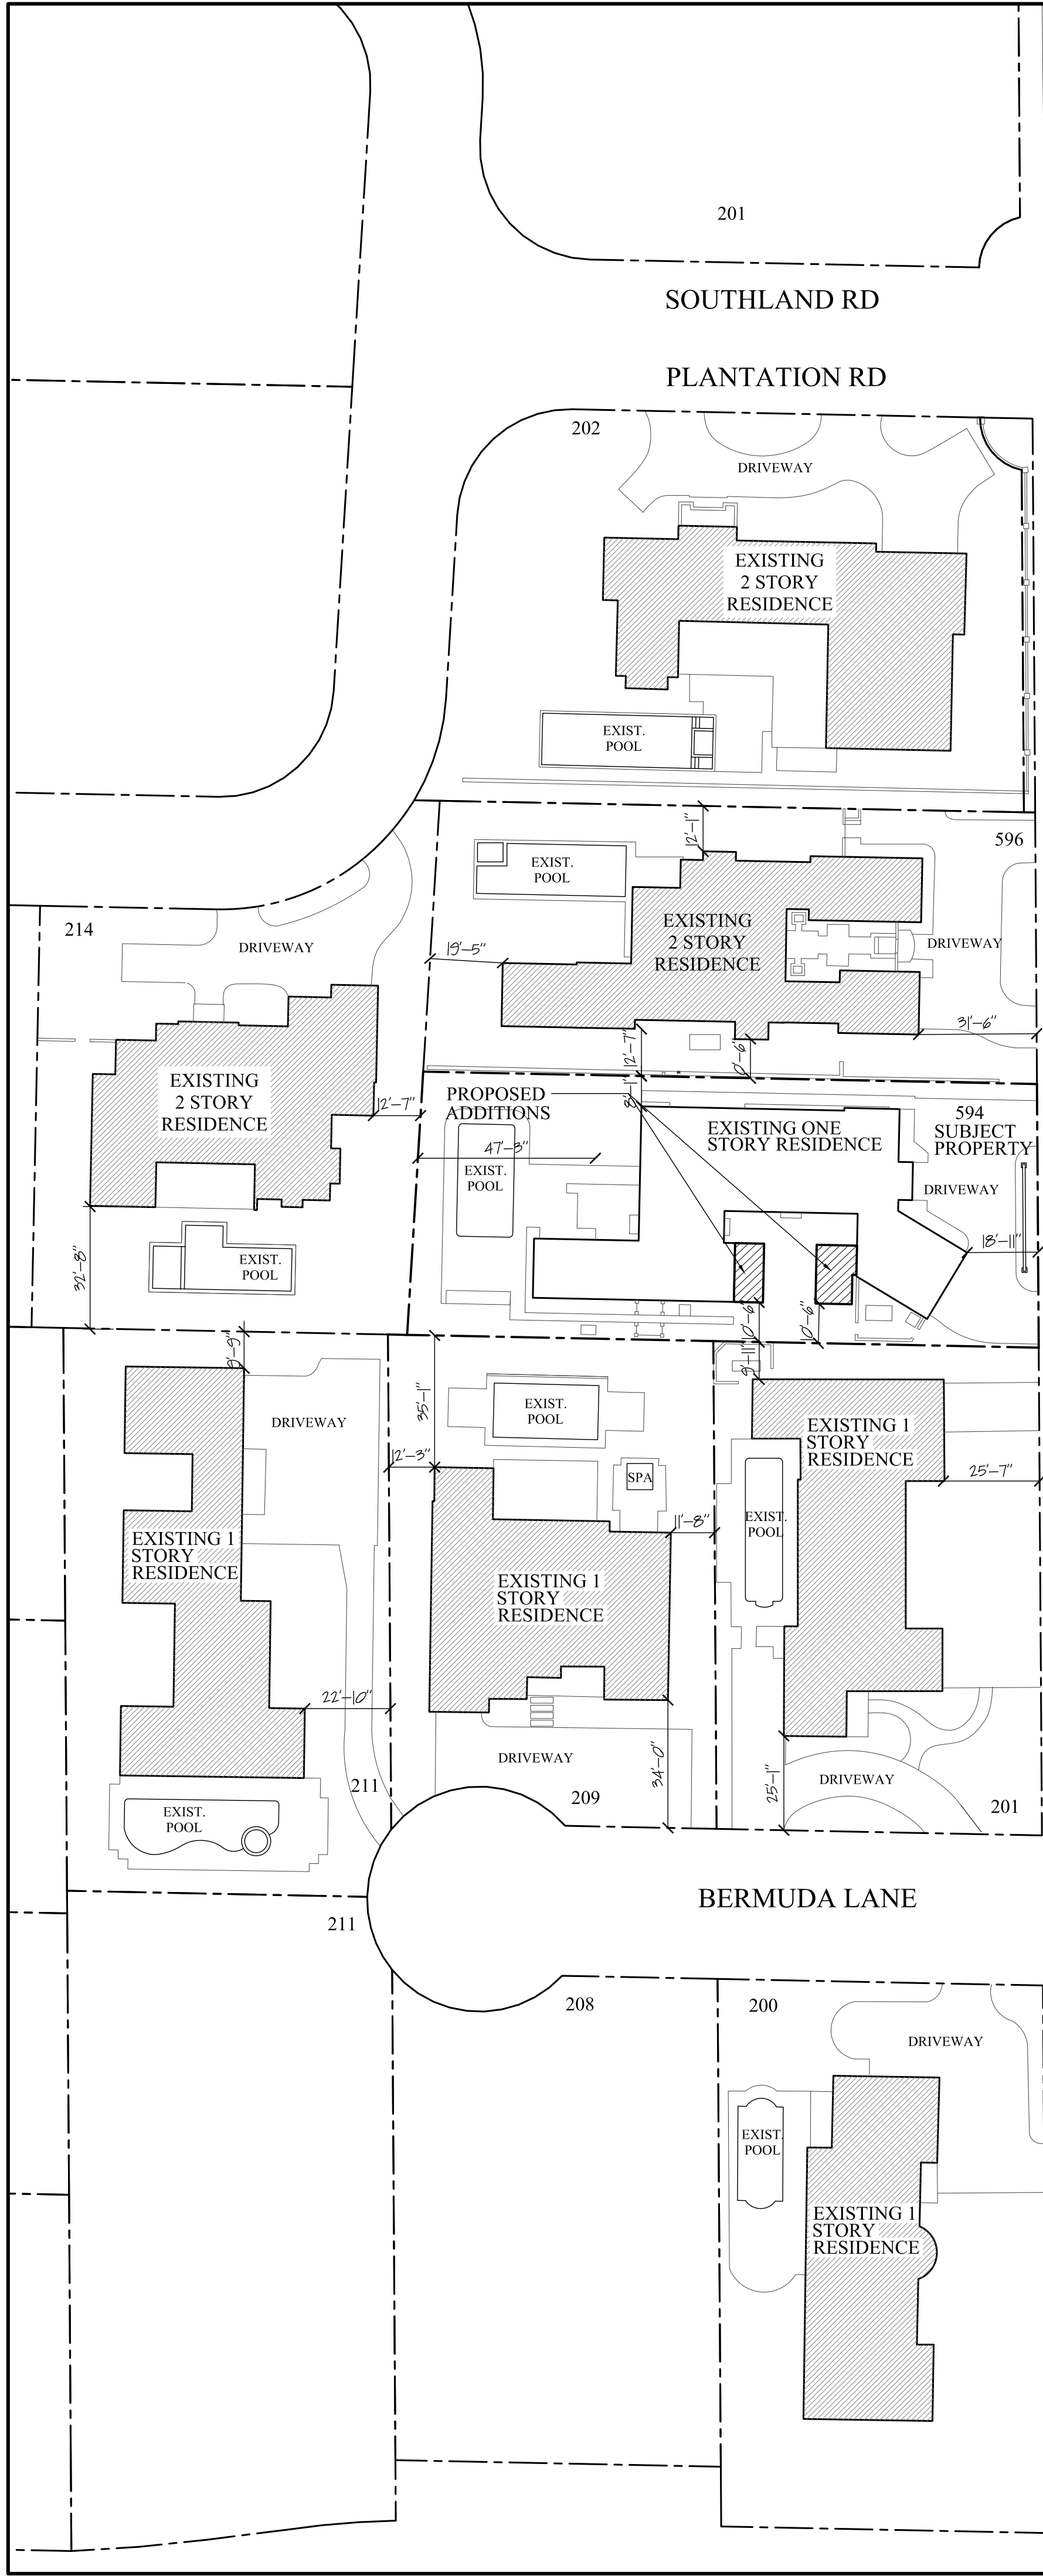 201
SOUTHLAND RD
PLANTATION RD
202
DRIVEWAY
EXISTING
2 STORY
RESIDENCE
EXIST.
POOL
12'-1"
596
EXIST.
POOL
EXISTING
2 STORY
RESIDENCE
DRIVEWAY
19'-5"
31'-6"
12'-7"
214
DRIVEWAY
EXISTING
2 STORY
RESIDENCE
12'-7"
EXIST.
POOL
32'-8"
PROPOSED
ADDITIONS
8'-1"
EXISTING ONE
STORY RESIDENCE
594
SUBJECT
PROPERTY
47'-3"
EXIST.
POOL
DRIVEWAY
18'-11"
10'-6"
10'-6"
9'-9"
DRIVEWAY
EXISTING 1
STORY
RESIDENCE
22'-10"
211
EXIST.
POOL
35'-1"
EXIST.
POOL
12'-3"
SPA
11'-8"
EXISTING 1
STORY
RESIDENCE
DRIVEWAY
34'-0"
209
9'-11"
EXISTING 1
STORY
RESIDENCE
25'-7"
EXIST.
POOL
25'-1"
DRIVEWAY
201
BERMUDA LANE
211
208
200
DRIVEWAY
EXIST.
POOL
EXISTING 1
STORY
RESIDENCE